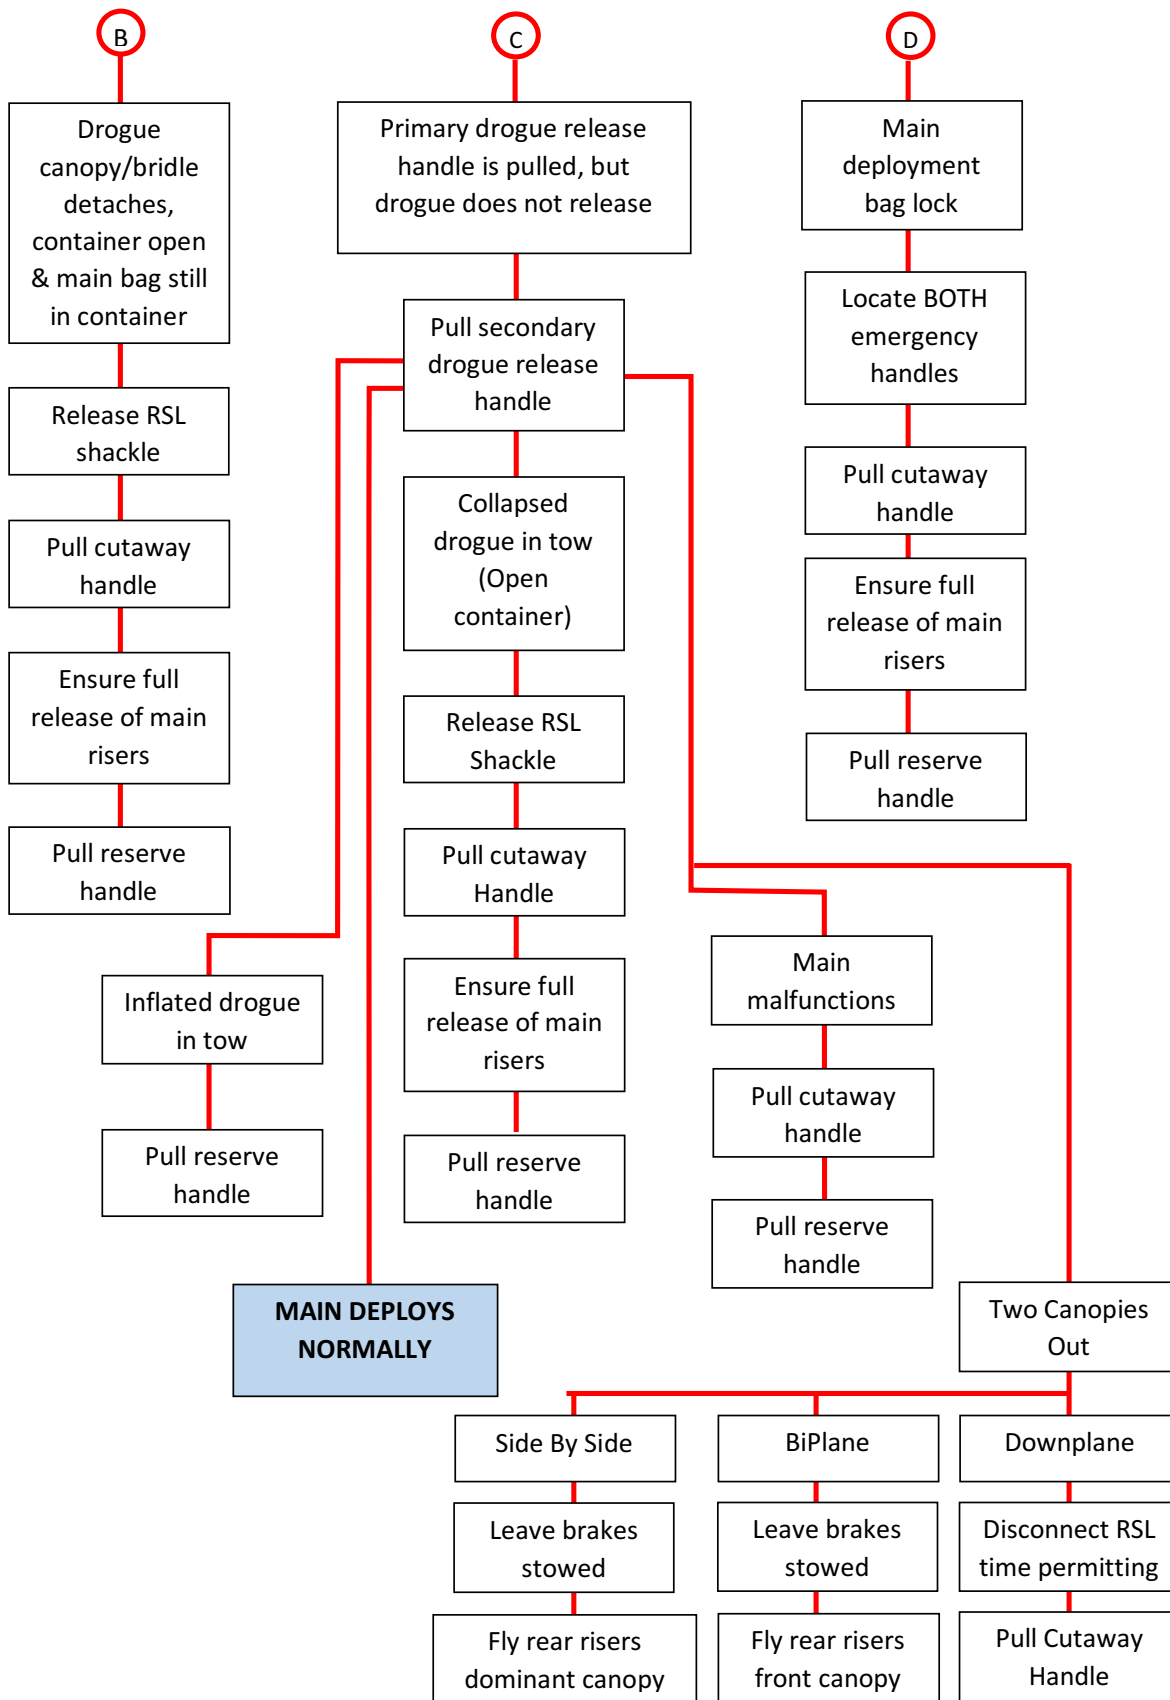 B
C
D
Drogue
canopy/bridle
detaches,
container open
& main bag still
in container
Primary drogue release
handle is pulled, but
drogue does not release
Main
deployment
bag lock
Release RSL
shackle
Pull secondary
drogue release
handle
Locate BOTH
emergency
handles
Pull cutaway
handle
Collapsed
drogue in tow
(Open
container)
Pull cutaway
handle
Ensure full
release of main
risers
Release RSL
Shackle
Ensure full
release of main
risers
Pull reserve
handle
Pull cutaway
Handle
Pull reserve
handle
Inflated drogue
in tow
Ensure full
release of main
risers
Main
malfunctions
Pull reserve
handle
Pull reserve
handle
Pull cutaway
handle
Pull reserve
handle
MAIN DEPLOYS
NORMALLY
Two Canopies
Out
Side By Side
BiPlane
Downplane
Leave brakes
stowed
Leave brakes
stowed
Disconnect RSL
time permitting
Fly rear risers
dominant canopy
Fly rear risers
front canopy
Pull Cutaway
Handle